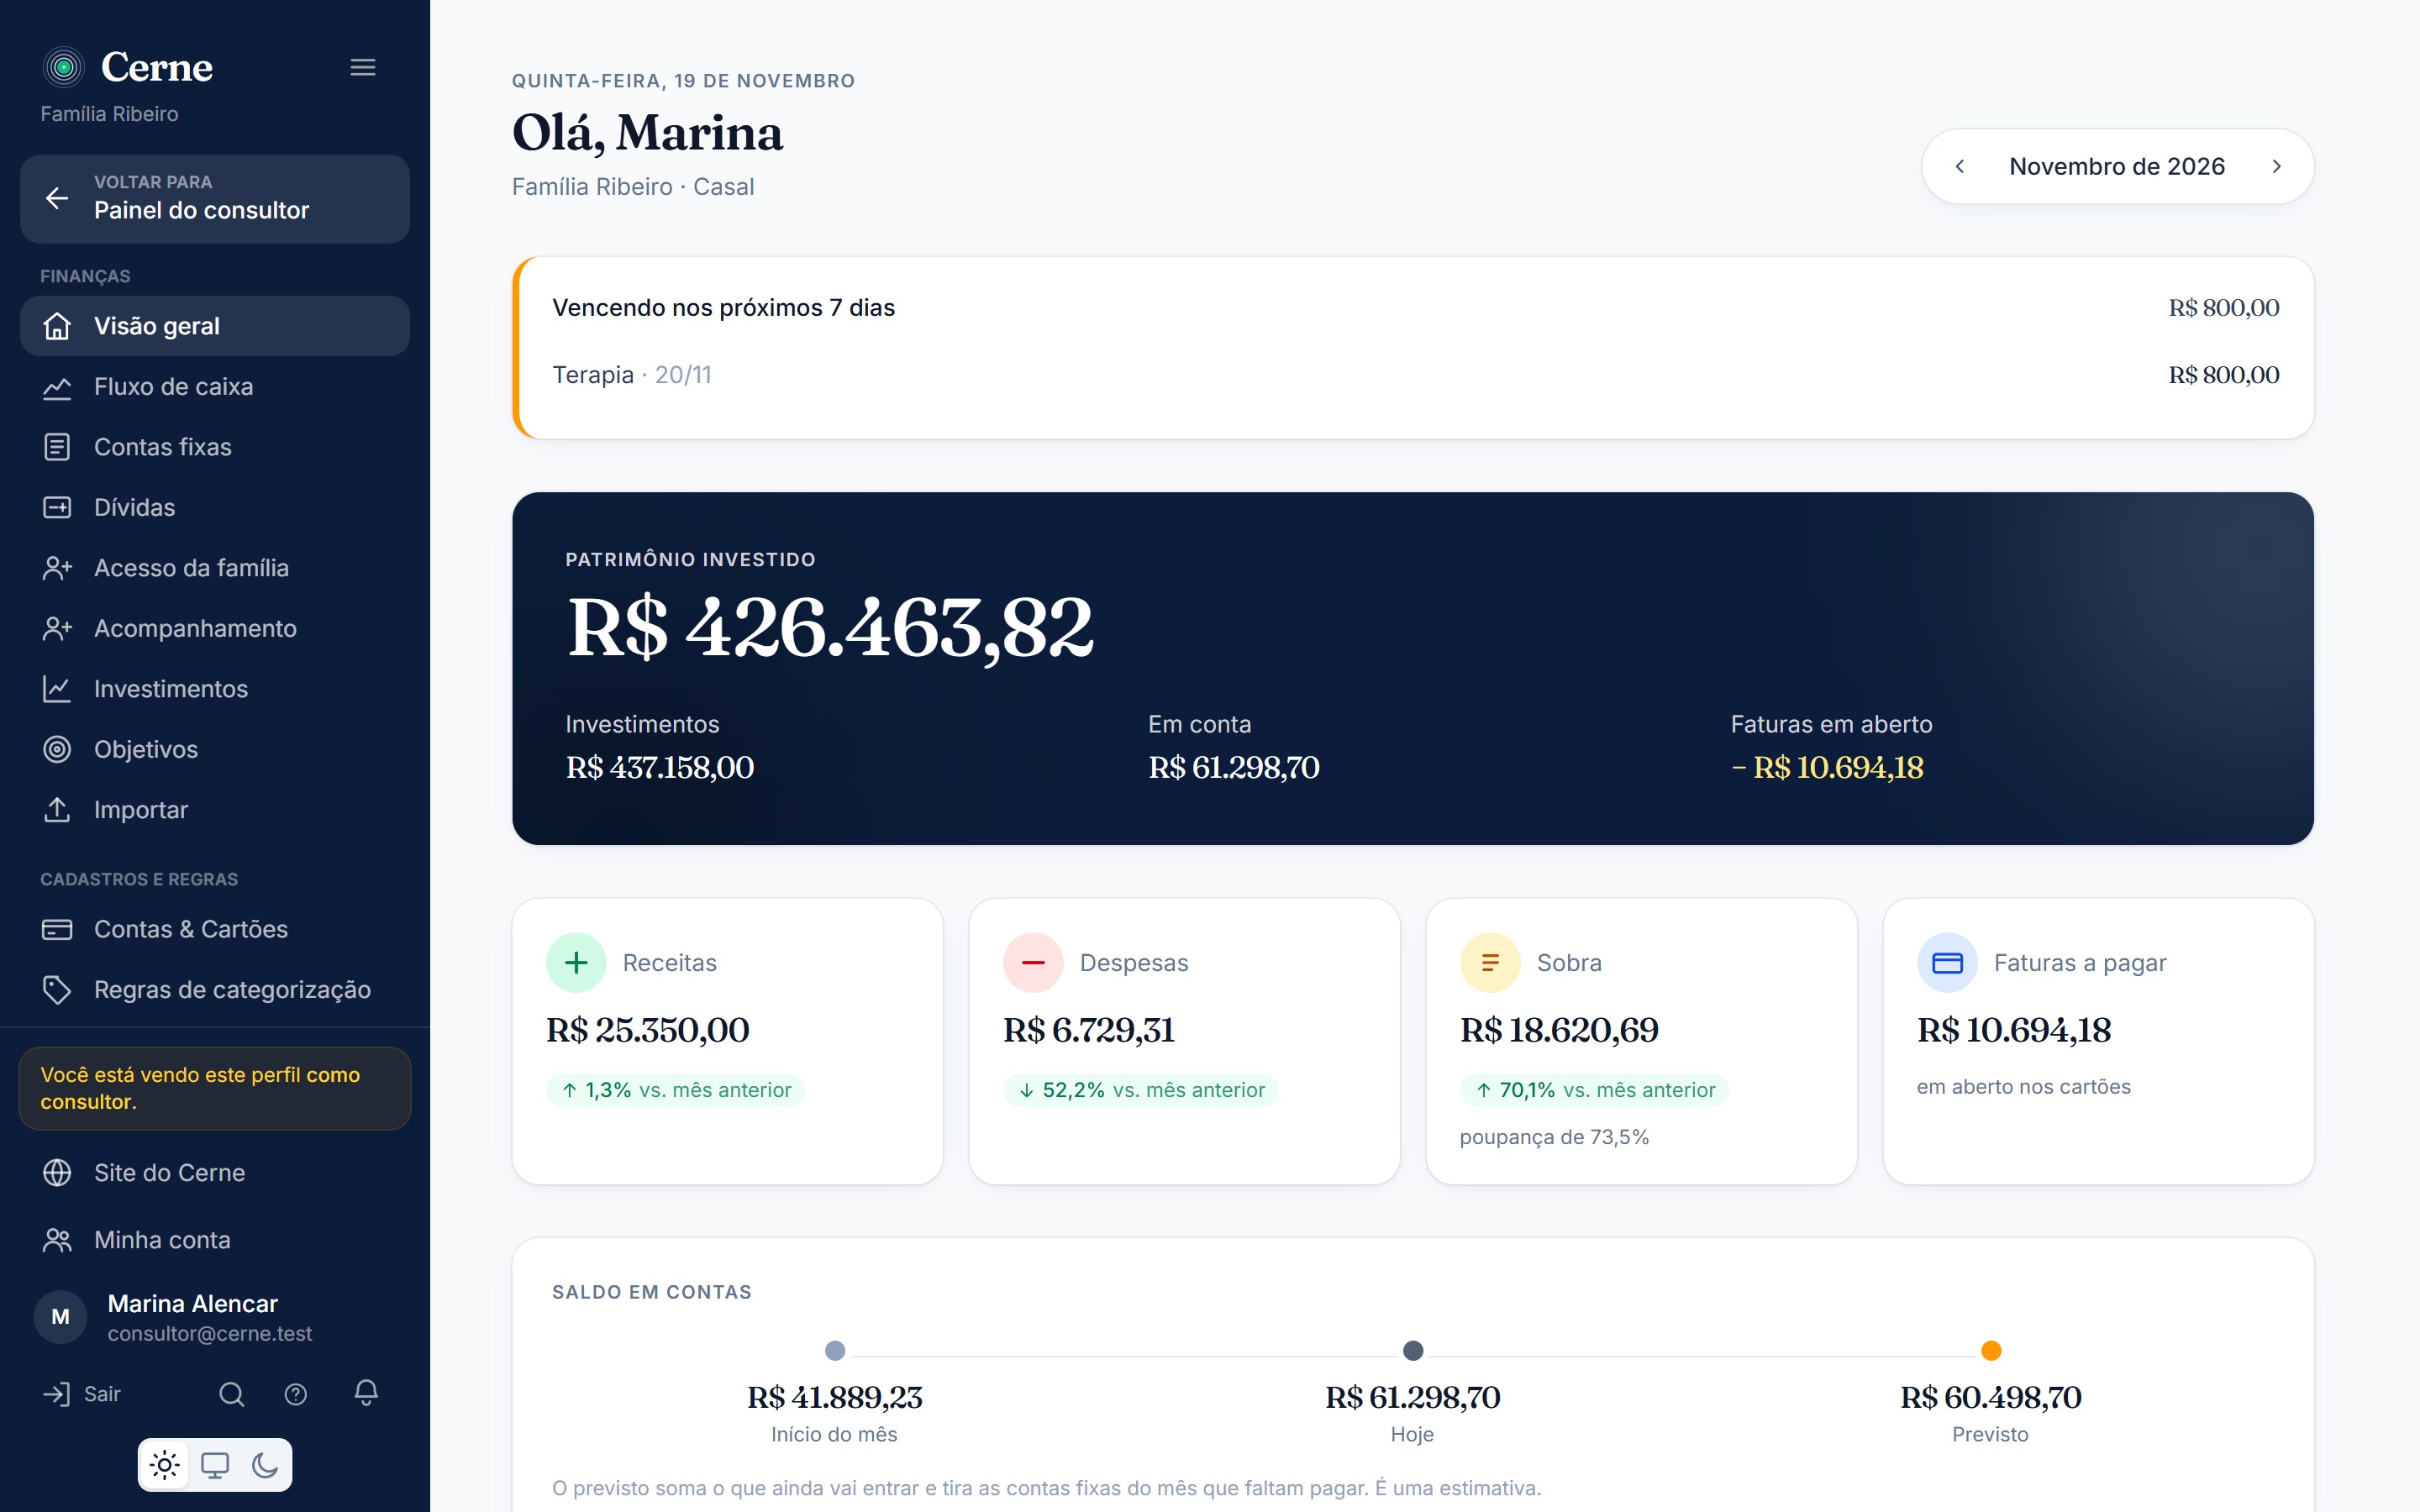 Cerne
Família Ribeiro
VOLTAR PARA
Painel do consultor
FINANÇAS
Visão geral
Fluxo de caixa
Contas fixas
Dívidas
Acesso da família
Acompanhamento
Investimentos
Objetivos
Importar
CADASTROS E REGRAS
Contas & Cartões
Regras de categorização
Você está vendo este perfil como
consultor.
Site do Cerne
Minha conta
M
Marina Alencar
consultor@cerne.test
Sair
QUINTA-FEIRA, 19 DE NOVEMBRO
Olá, Marina
Família Ribeiro · Casal
Novembro de 2026
Vencendo nos próximos 7 dias R$ 800,00
Terapia · 20/11 R$ 800,00
PATRIMÔNIO INVESTIDO
R$ 426.463,82
Investimentos Em conta Faturas em aberto
R$ 437.158,00 R$ 61.298,70 − R$ 10.694,18
Receitas
R$ 25.350,00
↑ 1,3% vs. mês anterior
Despesas
R$ 6.729,31
↓ 52,2% vs. mês anterior
Sobra
R$ 18.620,69
↑ 70,1% vs. mês anterior
poupança de 73,5%
Faturas a pagar
R$ 10.694,18
em aberto nos cartões
SALDO EM CONTAS
R$ 41.889,23 R$ 61.298,70 R$ 60.498,70
Início do mês Hoje Previsto
O previsto soma o que ainda vai entrar e tira as contas fixas do mês que faltam pagar. É uma estimativa.